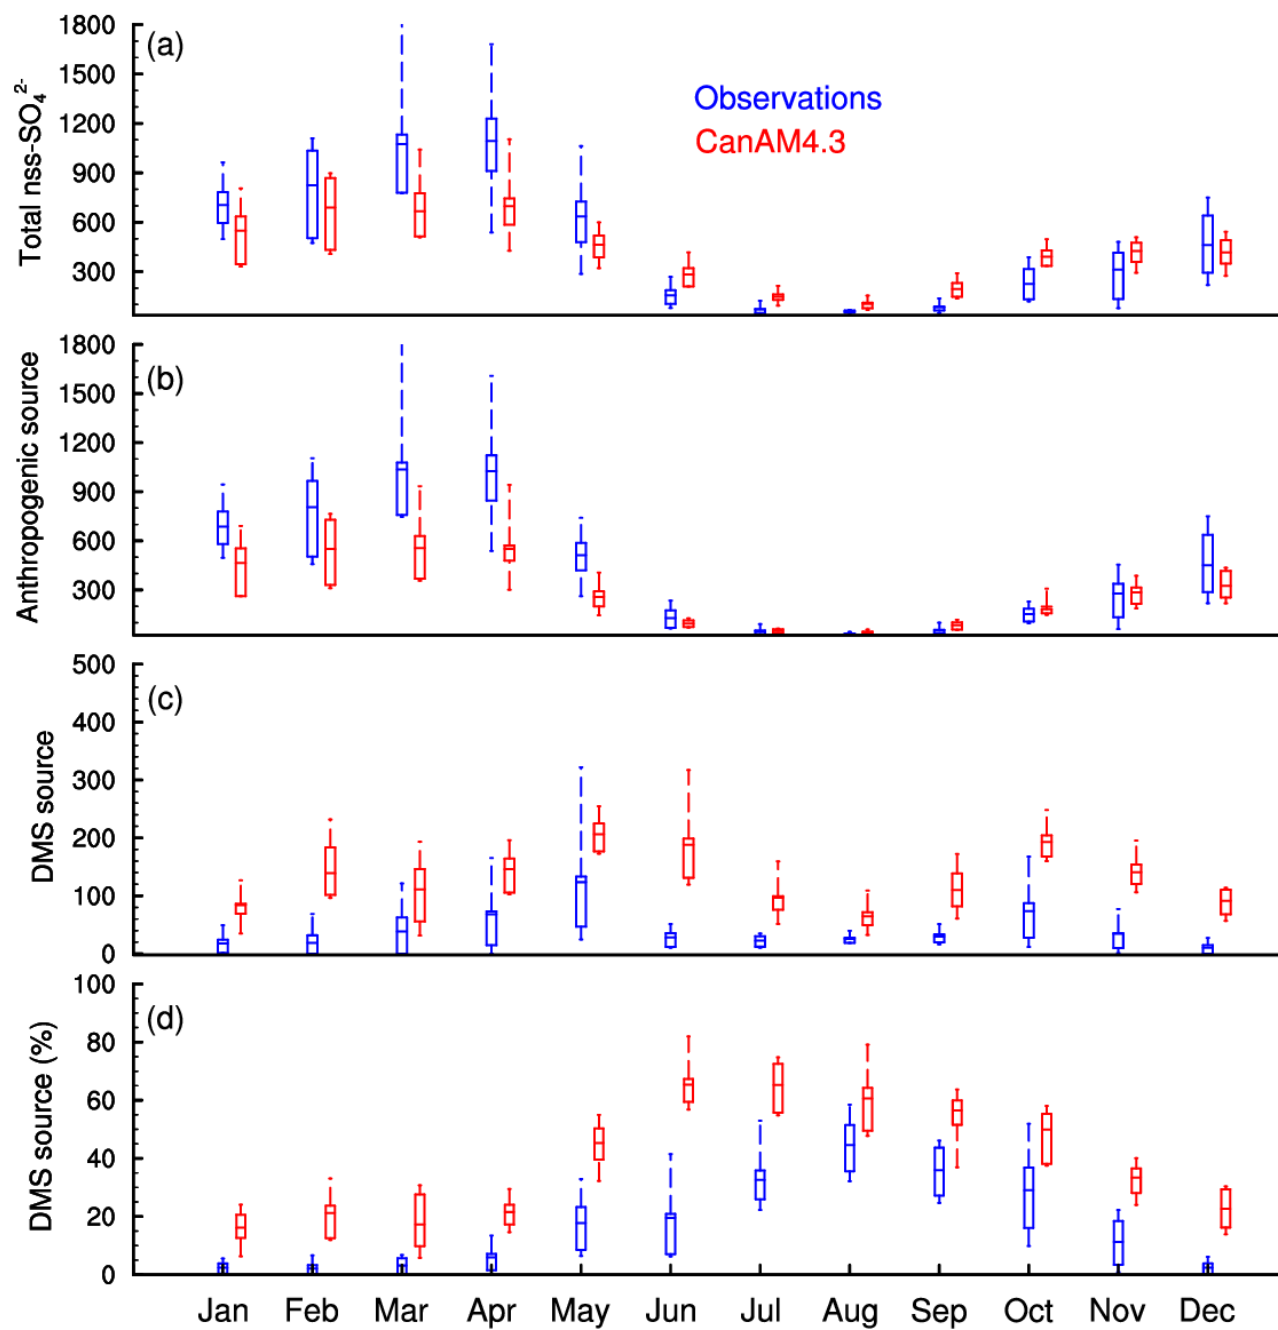 1800
(a)
1500
Observations
1200
CanAM4.3
900
600
300
Total nss-SO₄²⁻
1800
(b)
1500
1200
900
600
300
Anthropogenic source
500
(c)
400
300
200
100
0
DMS source
100
(d)
80
60
40
20
0
DMS source (%)
Jan Feb Mar Apr May Jun Jul Aug Sep Oct Nov Dec